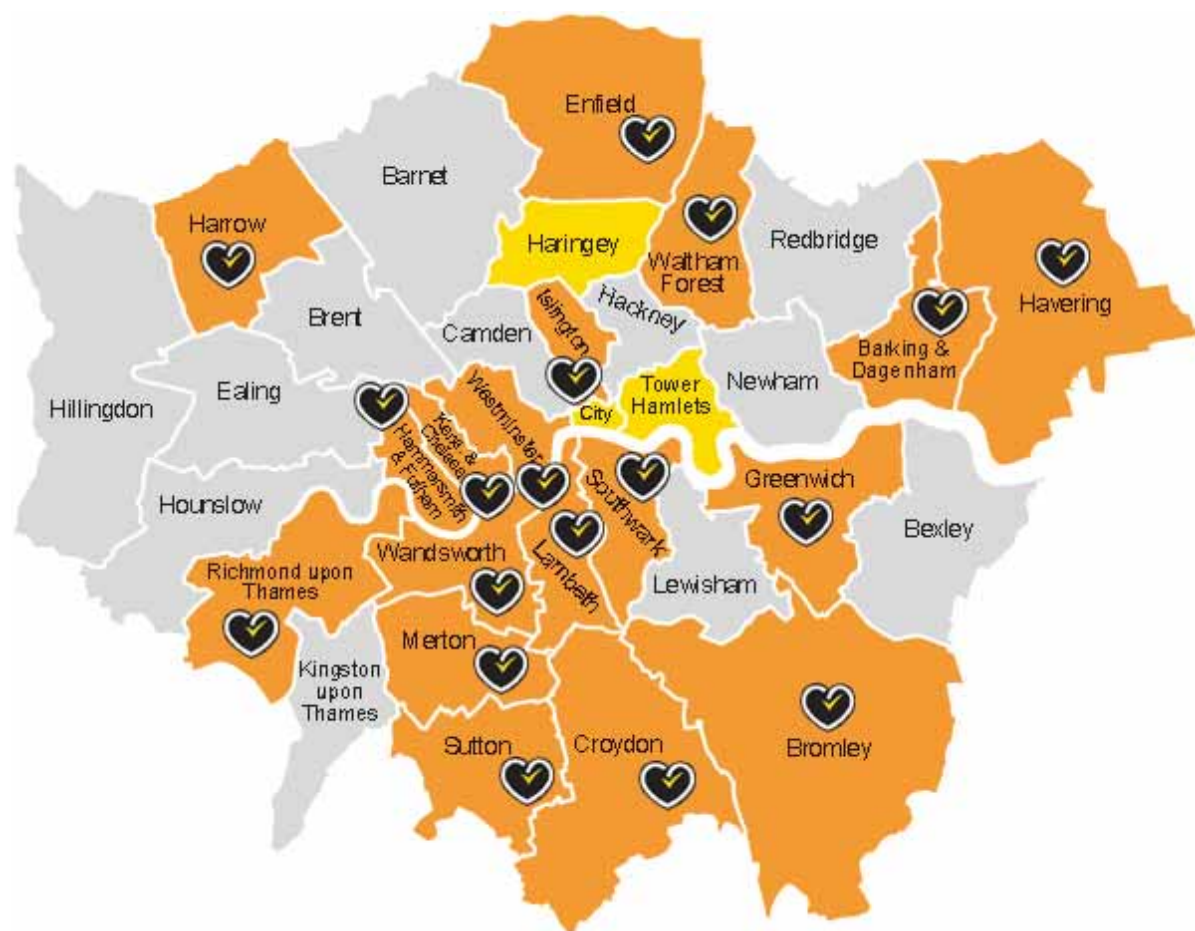 Enfield
Barnet
Harrow
Haringey
Redbridge
Waltham
Forest
Havering
Islington
Hackney
Brent
Camden
Barking &
Dagenham
Ealing
Hillingdon
Newham
Tower
Hamlets
City
Westminster
Kens. &
Chelsea
Hammersmith
& Fulham
Hounslow
Southwark
Greenwich
Bexley
Wandsworth
Lambeth
Richmond upon
Thames
Lewisham
Merton
Kingston
upon
Thames
Sutton
Croydon
Bromley